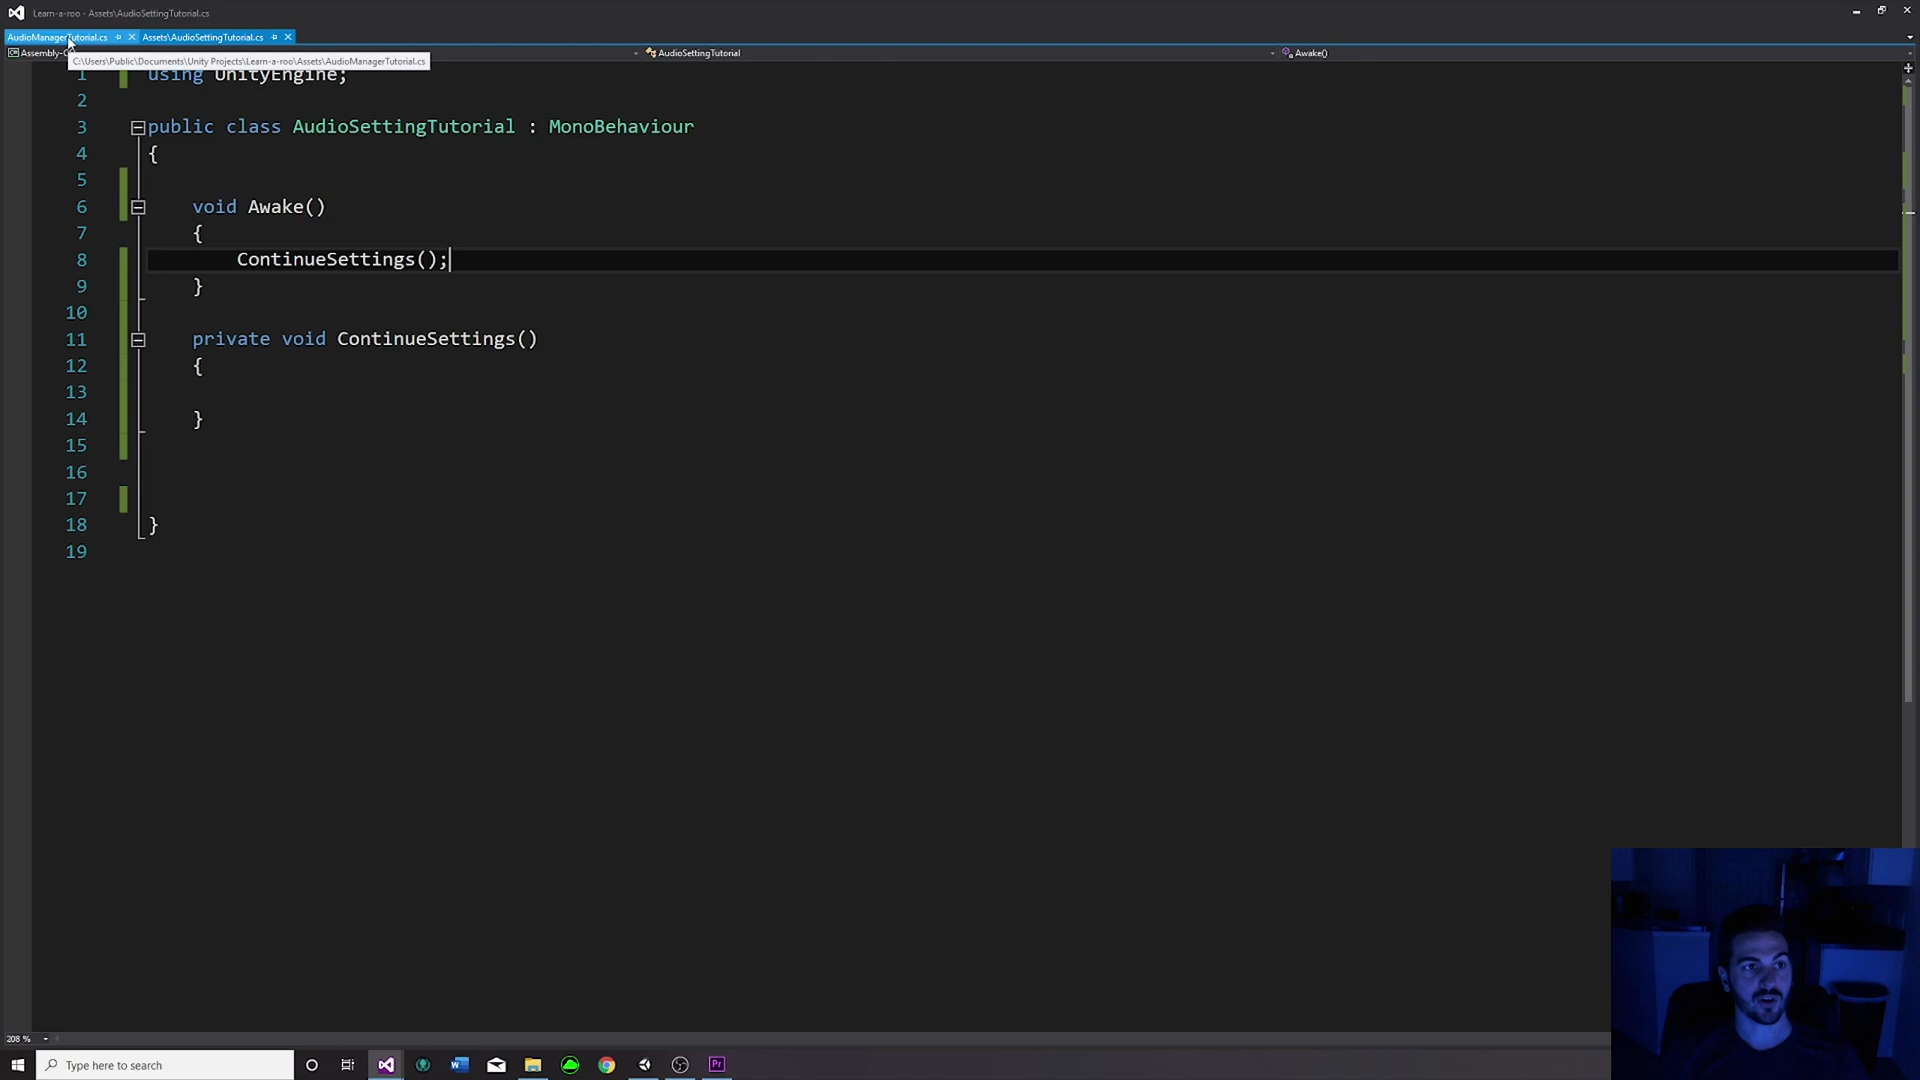 Learn-a-roo - Assets\AudioSettingTutorial.cs
AudioManagerTutorial.cs
Assets\AudioSettingTutorial.cs
AudioSettingTutorial
Awake()
C:\Users\Public\Documents\Unity Projects\Learn-a-roo\Assets\AudioManagerTutorial.cs
1 using UnityEngine;
2
3 public class AudioSettingTutorial : MonoBehaviour
4 {
5
6 void Awake()
7 {
8 ContinueSettings();
9 }
10
11 private void ContinueSettings()
12 {
13
14 }
15
16
17
18 }
19
208 %
Type here to search
Pr